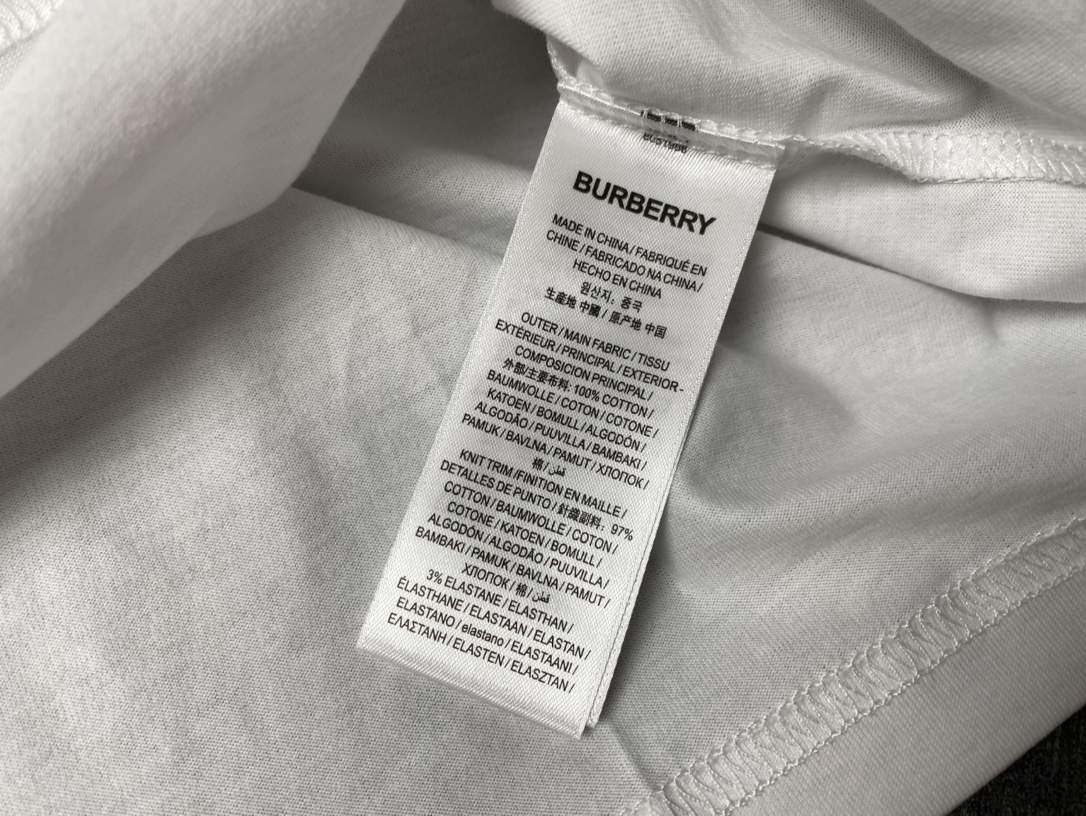 BURBERRY
MADE IN CHINA / FABRIQUÉ EN
CHINE / FABRICADO NA CHINA /
HECHO EN CHINA
원산지: 중국
生産地 中國 / 原产地 中国
OUTER / MAIN FABRIC / TISSU
EXTÉRIEUR / PRINCIPAL / EXTERIOR -
COMPOSICION PRINCIPAL /
外部/主要布料: 100% COTTON /
BAUMWOLLE / COTON / COTONE /
KATOEN / BOMULL / ALGODÓN /
ALGODÃO / PUUVILLA / BAMBAKI /
PAMUK / BAVLNA / PAMUT / ХЛОПОК /
棉 / قطن
KNIT TRIM /FINITION EN MAILLE /
DETALLES DE PUNTO / 針織副料: 97%
COTTON / BAUMWOLLE / COTON /
COTONE / KATOEN / BOMULL /
ALGODÓN / ALGODÃO / PUUVILLA /
BAMBAKI / PAMUK / BAVLNA / PAMUT /
ХЛОПОК / 棉 / قطن
3% ELASTANE / ELASTHAN /
ÉLASTHANE / ELASTAAN / ELASTAN /
ELASTANO / elastano / ELASTAANI /
ΕΛΑΣΤΑΝΗ / ELASTEN / ELASZTAN /